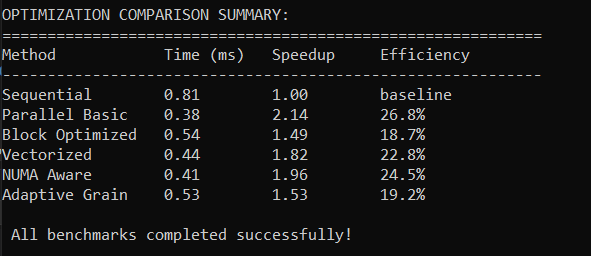 OPTIMIZATION COMPARISON SUMMARY:
============================================================
Method Time (ms) Speedup Efficiency
------------------------------------------------------------
Sequential 0.81 1.00 baseline
Parallel Basic 0.38 2.14 26.8%
Block Optimized 0.54 1.49 18.7%
Vectorized 0.44 1.82 22.8%
NUMA Aware 0.41 1.96 24.5%
Adaptive Grain 0.53 1.53 19.2%
All benchmarks completed successfully!